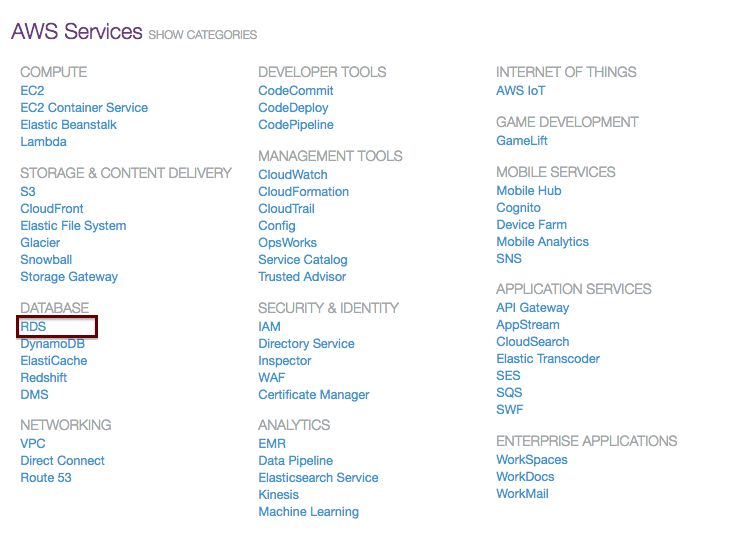 AWS Services SHOW CATEGORIES
COMPUTE
EC2
EC2 Container Service
Elastic Beanstalk
Lambda
STORAGE & CONTENT DELIVERY
S3
CloudFront
Elastic File System
Glacier
Snowball
Storage Gateway
DATABASE
RDS
DynamoDB
ElastiCache
Redshift
DMS
NETWORKING
VPC
Direct Connect
Route 53
DEVELOPER TOOLS
CodeCommit
CodeDeploy
CodePipeline
MANAGEMENT TOOLS
CloudWatch
CloudFormation
CloudTrail
Config
OpsWorks
Service Catalog
Trusted Advisor
SECURITY & IDENTITY
IAM
Directory Service
Inspector
WAF
Certificate Manager
ANALYTICS
EMR
Data Pipeline
Elasticsearch Service
Kinesis
Machine Learning
INTERNET OF THINGS
AWS IoT
GAME DEVELOPMENT
GameLift
MOBILE SERVICES
Mobile Hub
Cognito
Device Farm
Mobile Analytics
SNS
APPLICATION SERVICES
API Gateway
AppStream
CloudSearch
Elastic Transcoder
SES
SQS
SWF
ENTERPRISE APPLICATIONS
WorkSpaces
WorkDocs
WorkMail